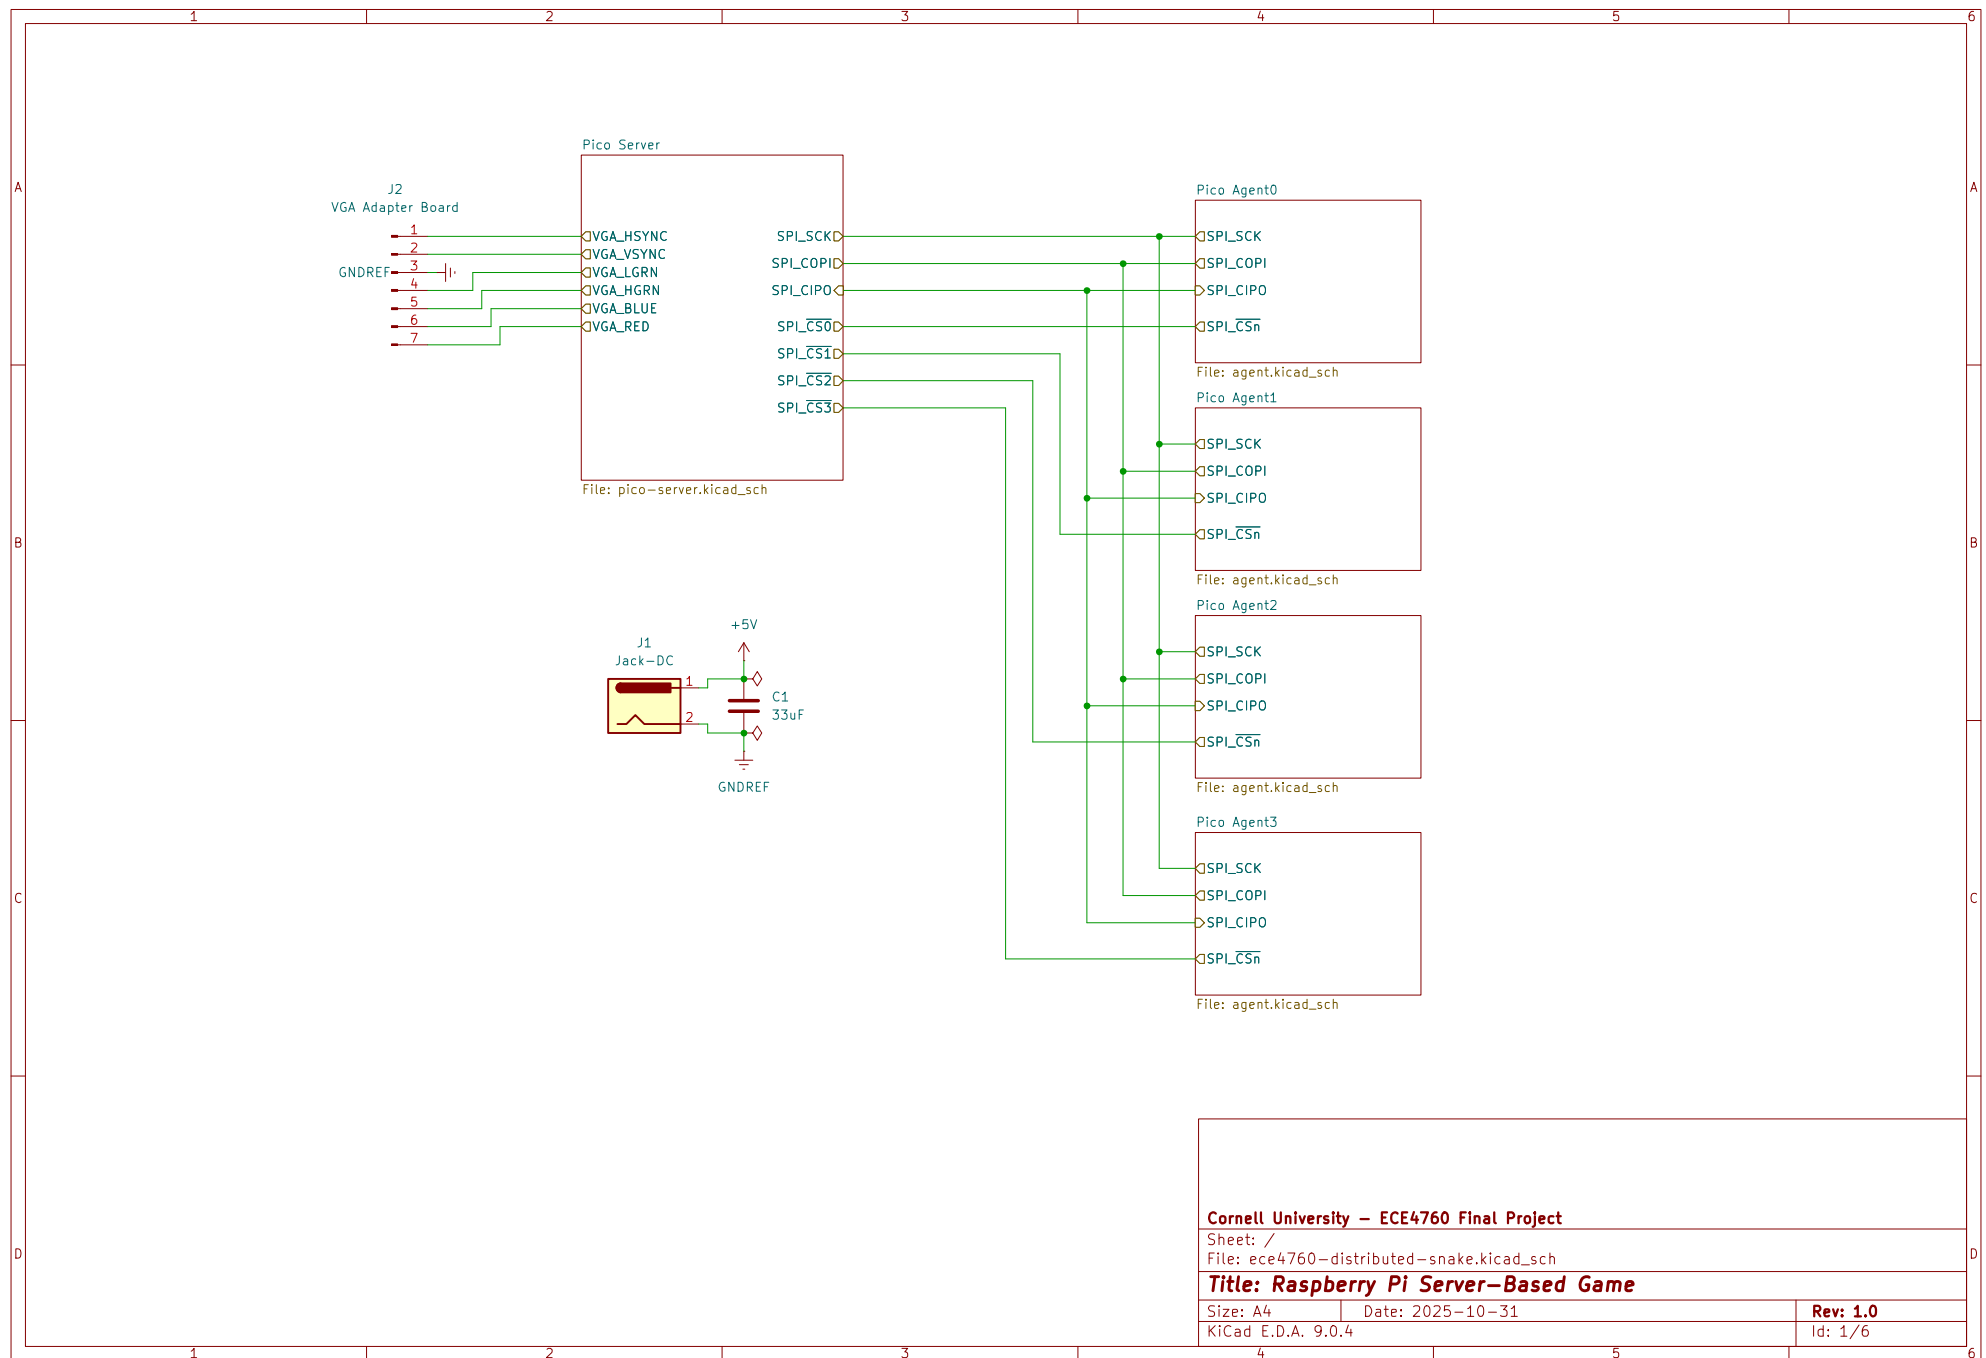 1 2 3 4 5 6
A A
B B
C C
D D
Pico Server
J2
VGA Adapter Board
1
2
GNDREF 3
4
5
6
7
VGA_HSYNC
VGA_VSYNC
VGA_LGRN
VGA_HGRN
VGA_BLUE
VGA_RED
SPI_SCK
SPI_COPI
SPI_CIPO
SPI_CS0
SPI_CS1
SPI_CS2
SPI_CS3
File: pico-server.kicad_sch
Pico Agent0
SPI_SCK
SPI_COPI
SPI_CIPO
SPI_CSn
File: agent.kicad_sch
Pico Agent1
SPI_SCK
SPI_COPI
SPI_CIPO
SPI_CSn
File: agent.kicad_sch
Pico Agent2
SPI_SCK
SPI_COPI
SPI_CIPO
SPI_CSn
File: agent.kicad_sch
Pico Agent3
SPI_SCK
SPI_COPI
SPI_CIPO
SPI_CSn
File: agent.kicad_sch
+5V
J1
Jack-DC
1
2
C1
33uF
GNDREF
Cornell University - ECE4760 Final Project
Sheet: /
File: ece4760-distributed-snake.kicad_sch
Title: Raspberry Pi Server-Based Game
Size: A4 Date: 2025-10-31 Rev: 1.0
KiCad E.D.A. 9.0.4 Id: 1/6
1 2 3 4 5 6